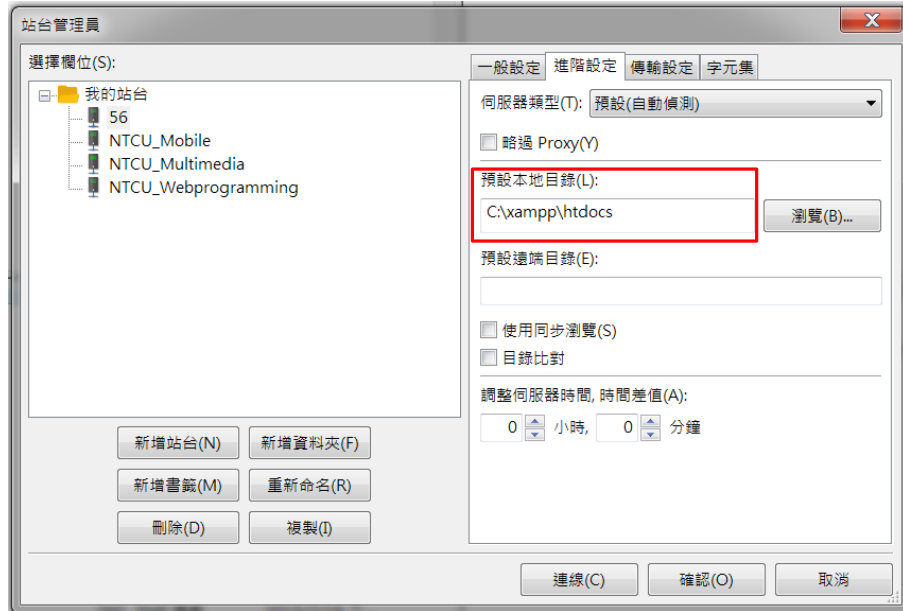 站台管理員
選擇欄位(S):
我的站台
56
NTCU_Mobile
NTCU_Multimedia
NTCU_Webprogramming
新增站台(N) 新增資料夾(F)
新增書籤(M) 重新命名(R)
刪除(D) 複製(I)
一般設定 進階設定 傳輸設定 字元集
伺服器類型(T): 預設(自動偵測)
略過 Proxy(Y)
預設本地目錄(L):
C:\xampp\htdocs 瀏覽(B)...
預設遠端目錄(E):
使用同步瀏覽(S)
目錄比對
調整伺服器時間, 時間差值(A):
0 小時, 0 分鐘
連線(C) 確認(O) 取消